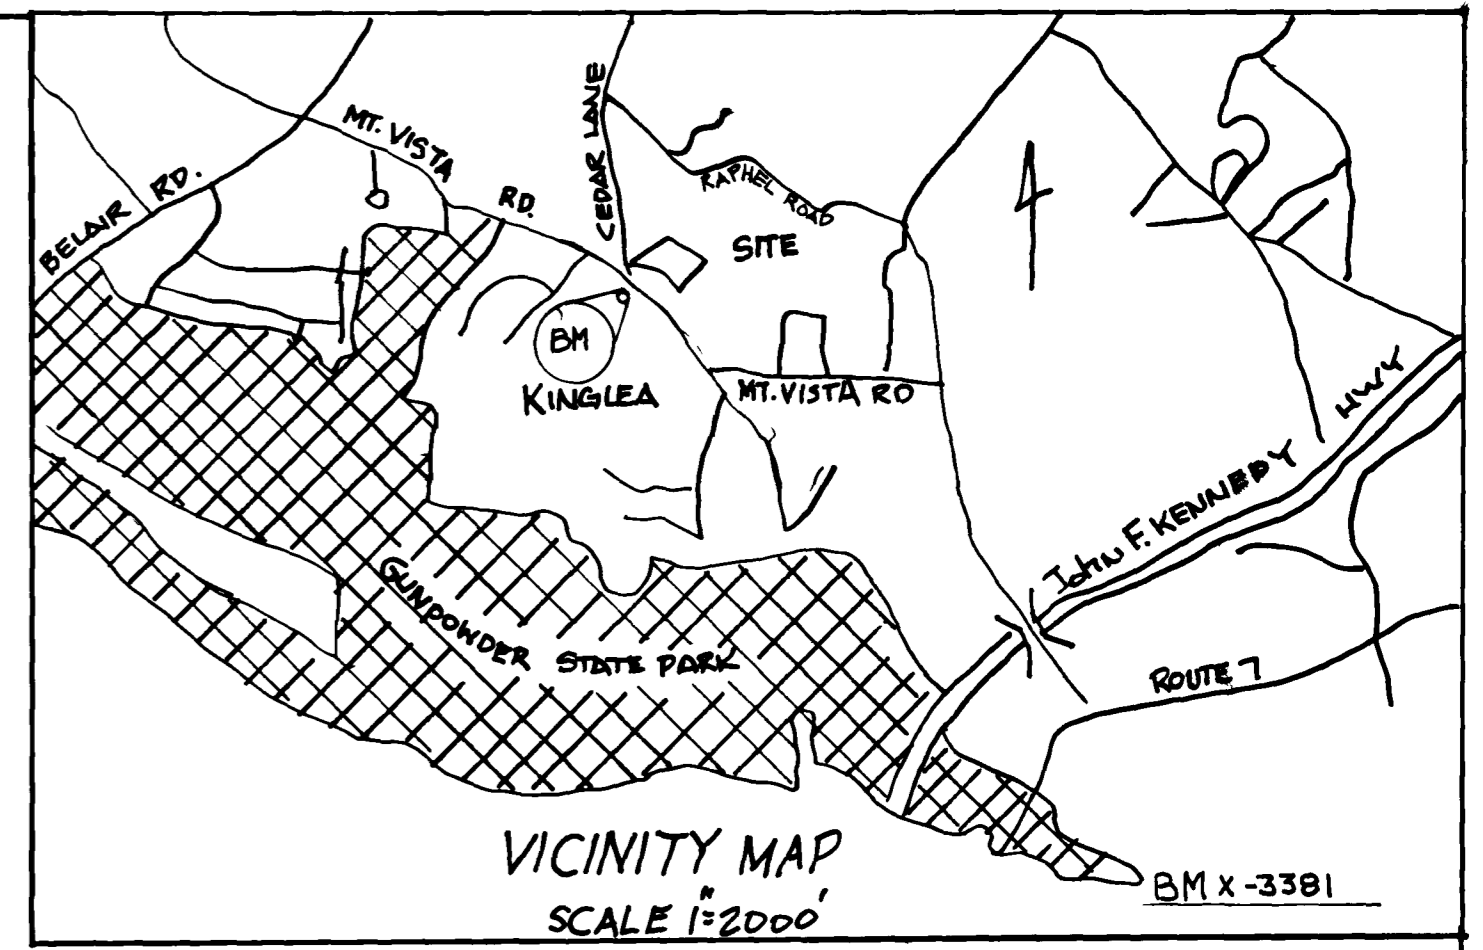 CEDAR LANE
MT. VISTA
RD.
BELAIR RD.
RAPHEL ROAD
SITE
BM
KINGLEA
MT. VISTA RD
JOHN F. KENNEDY HWY
GUNPOWDER STATE PARK
ROUTE 7
VICINITY MAP
SCALE 1"=2000'
BM X-3381